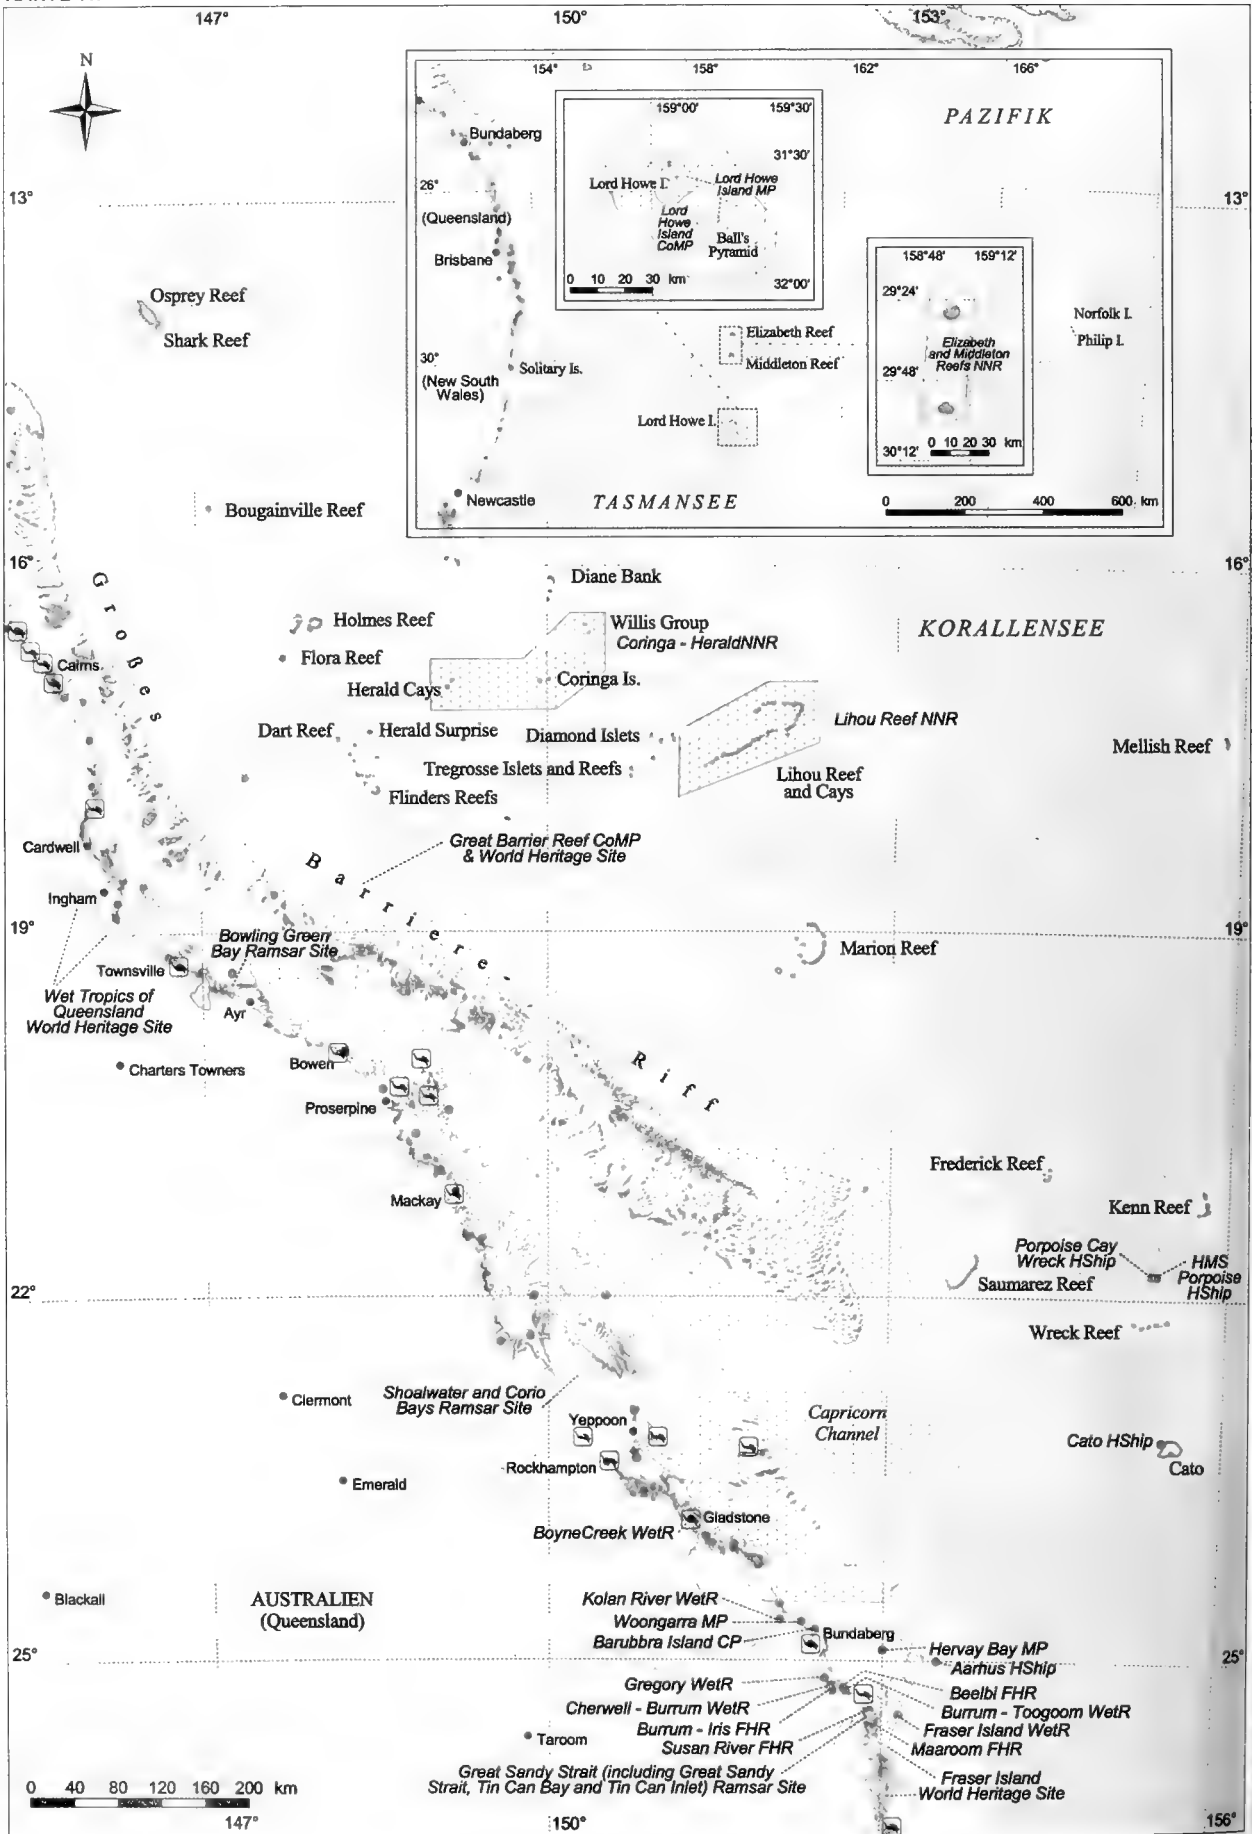 147°
150°
153°
N
154°
158°
162°
166°
PAZIFIK
Bundaberg
159°00'
159°30'
31°30'
Lord Howe I.
Lord Howe
Island MP
Lord
Howe
Island
CoMP
Ball's
Pyramid
0 10 20 30 km
32°00'
26°
(Queensland)
Brisbane
13°
13°
158°48'
159°12'
29°24'
Elizabeth
and Middleton
Reefs NNR
29°48'
30°12'
0 10 20 30 km
Norfolk I.
Philip I.
Osprey Reef
Shark Reef
Elizabeth Reef
Middleton Reef
30°
(New South
Wales)
Solitary Is.
Lord Howe I.
Newcastle
TASMANSEE
0 200 400 600 km
Bougainville Reef
16°
16°
Großes
Barriere-
Riff
Diane Bank
Holmes Reef
Willis Group
Coringa - HeraldNNR
KORALLENSEE
Flora Reef
Cairns
Herald Cays
Coringa Is.
Dart Reef
Herald Surprise
Diamond Islets
Lihou Reef NNR
Mellish Reef
Tregrosse Islets and Reefs
Lihou Reef
and Cays
Flinders Reefs
Great Barrier Reef CoMP
& World Heritage Site
Cardwell
Ingham
19°
19°
Bowling Green
Bay Ramsar Site
Marion Reef
Townsville
Wet Tropics of
Queensland
World Heritage Site
Ayr
Charters Towners
Bowen
Proserpine
Mackay
Frederick Reef
Kenn Reef
Porpoise Cay
Wreck HShip
HMS
Porpoise
HShip
Saumarez Reef
22°
Wreck Reef
Clermont
Shoalwater and Corio
Bays Ramsar Site
Yeppoon
Capricorn
Channel
Cato HShip
Cato
Rockhampton
Emerald
Gladstone
BoyneCreek WetR
Blackall
AUSTRALIEN
(Queensland)
Kolan River WetR
Woongarra MP
Barubbra Island CP
Bundaberg
25°
25°
Hervay Bay MP
Aarhus HShip
Gregory WetR
Beelbi FHR
Cherwell - Burrum WetR
Burrum - Toogoom WetR
Burrum - Iris FHR
Fraser Island WetR
Susan River FHR
Maaroom FHR
Taroom
Great Sandy Strait (including Great Sandy
Strait, Tin Can Bay and Tin Can Inlet) Ramsar Site
Fraser Island
World Heritage Site
0 40 80 120 160 200 km
147°
150°
156°